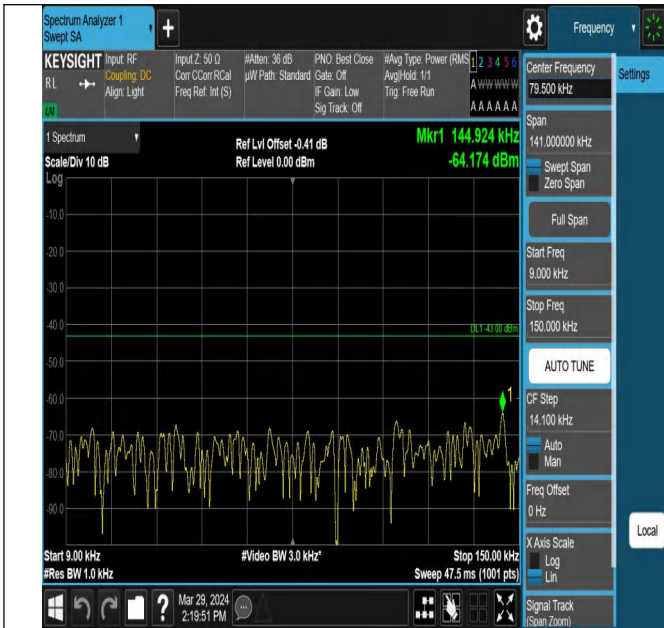 Spectrum Analyzer 1
Swept SA
+
Frequency
KEYSIGHT
RL
LXI
Input: RF
Coupling: DC
Align: Light
Input Z: 50 Ω
Corr CCorr RCal
Freq Ref: Int (S)
#Atten: 36 dB
µW Path: Standard
PNO: Best Close
Gate: Off
IF Gain: Low
Sig Track: Off
#Avg Type: Power (RMS
Avg|Hold: 1/1
Trig: Free Run
1 2 3 4 5 6
A W W W W W
A A A A A A
1 Spectrum
Scale/Div 10 dB
Log
Ref Lvl Offset -0.41 dB
Ref Level 0.00 dBm
Mkr1 144.924 kHz
-64.174 dBm
-10.0
-20.0
-30.0
-40.0
DL1 -43.00 dBm
-50.0
-60.0
1
-70.0
-80.0
-90.0
Start 9.00 kHz
#Res BW 1.0 kHz
#Video BW 3.0 kHz*
Stop 150.00 kHz
Sweep 47.5 ms (1001 pts)
?
Mar 29, 2024
2:19:51 PM
Center Frequency
79.500 kHz
Settings
Span
141.000000 kHz
Swept Span
Zero Span
Full Span
Start Freq
9.000 kHz
Stop Freq
150.000 kHz
AUTO TUNE
CF Step
14.100 kHz
Auto
Man
Freq Offset
0 Hz
Local
X Axis Scale
Log
Lin
Signal Track
(Span Zoom)